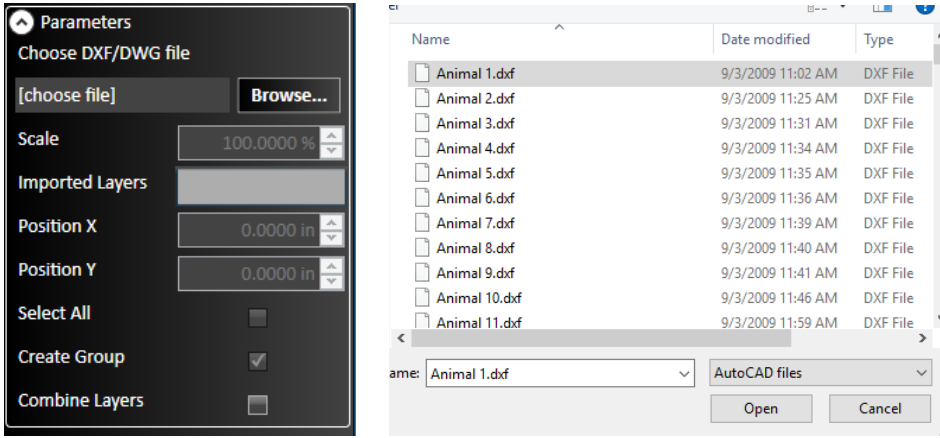 Parameters
Choose DXF/DWG file
[choose file] Browse...
Scale 100.0000 %
Imported Layers
Position X 0.0000 in
Position Y 0.0000 in
Select All
Create Group
Combine Layers
Name Date modified Type
Animal 1.dxf 9/3/2009 11:02 AM DXF File
Animal 2.dxf 9/3/2009 11:25 AM DXF File
Animal 3.dxf 9/3/2009 11:31 AM DXF File
Animal 4.dxf 9/3/2009 11:34 AM DXF File
Animal 5.dxf 9/3/2009 11:35 AM DXF File
Animal 6.dxf 9/3/2009 11:36 AM DXF File
Animal 7.dxf 9/3/2009 11:39 AM DXF File
Animal 8.dxf 9/3/2009 11:40 AM DXF File
Animal 9.dxf 9/3/2009 11:41 AM DXF File
Animal 10.dxf 9/3/2009 11:46 AM DXF File
Animal 11.dxf 9/3/2009 11:59 AM DXF File
ame: Animal 1.dxf AutoCAD files
Open Cancel